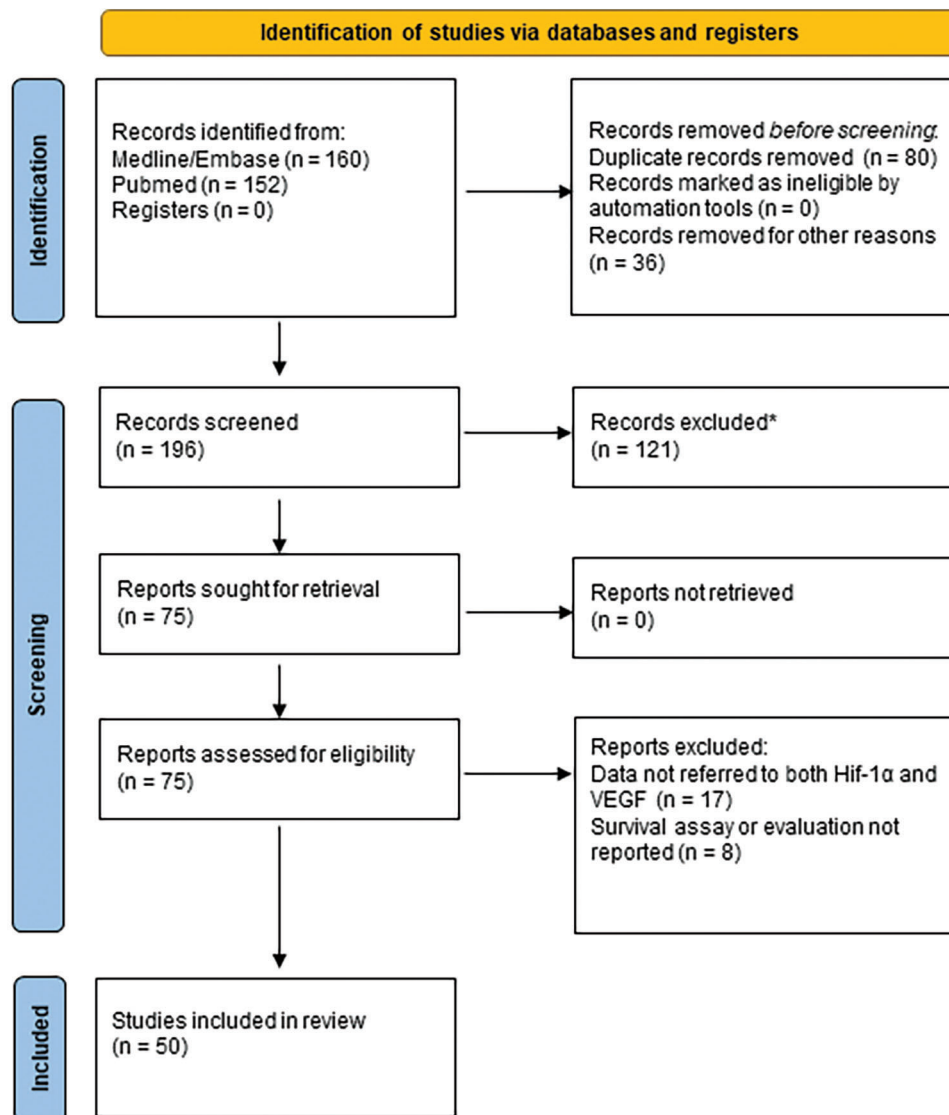 Identification of studies via databases and registers
Identification
Records identified from:
Medline/Embase (n = 160)
Pubmed (n = 152)
Registers (n = 0)
Records removed before screening:
Duplicate records removed (n = 80)
Records marked as ineligible by
automation tools (n = 0)
Records removed for other reasons
(n = 36)
Screening
Records screened
(n = 196)
Records excluded*
(n = 121)
Reports sought for retrieval
(n = 75)
Reports not retrieved
(n = 0)
Reports assessed for eligibility
(n = 75)
Reports excluded:
Data not referred to both Hif-1α and
VEGF (n = 17)
Survival assay or evaluation not
reported (n = 8)
Included
Studies included in review
(n = 50)